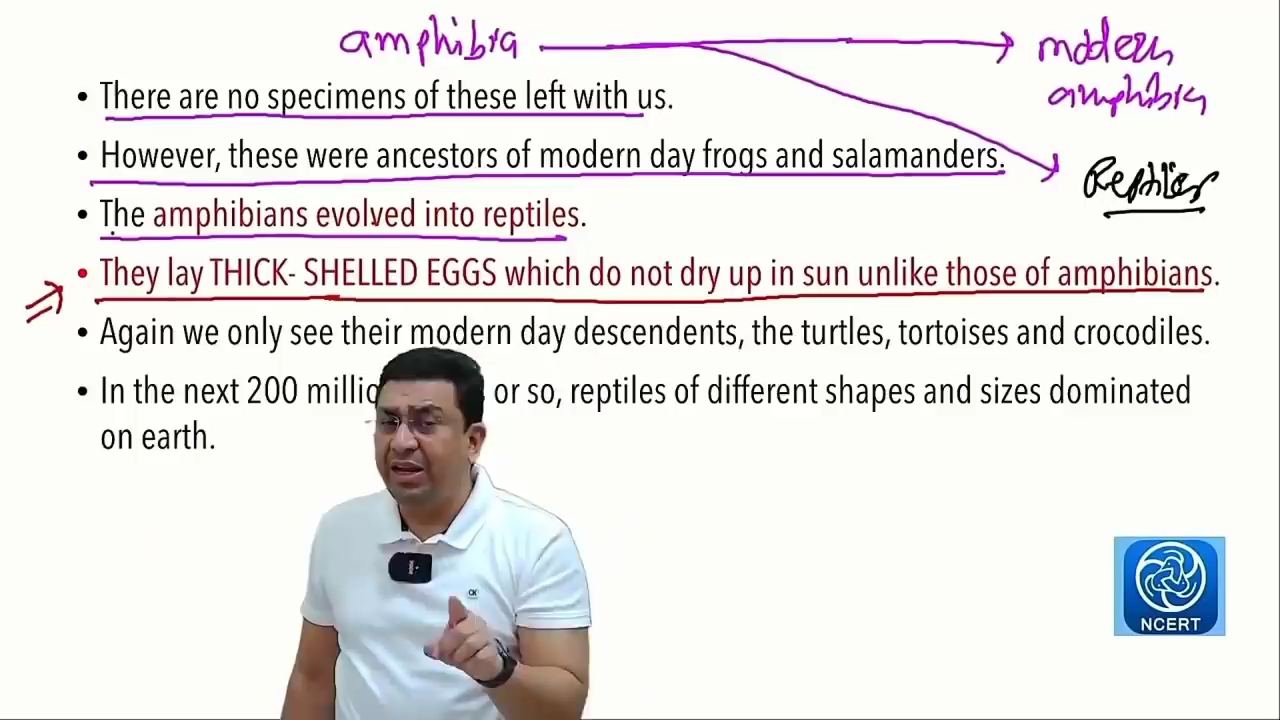 amphibia
modern
amphibia
• There are no specimens of these left with us.
• However, these were ancestors of modern day frogs and salamanders.
Reptiles
• The amphibians evolved into reptiles.
• They lay THICK- SHELLED EGGS which do not dry up in sun unlike those of amphibians.
• Again we only see their modern day descendents, the turtles, tortoises and crocodiles.
• In the next 200 or so, reptiles of different shapes and sizes dominated
on earth.
NCERT